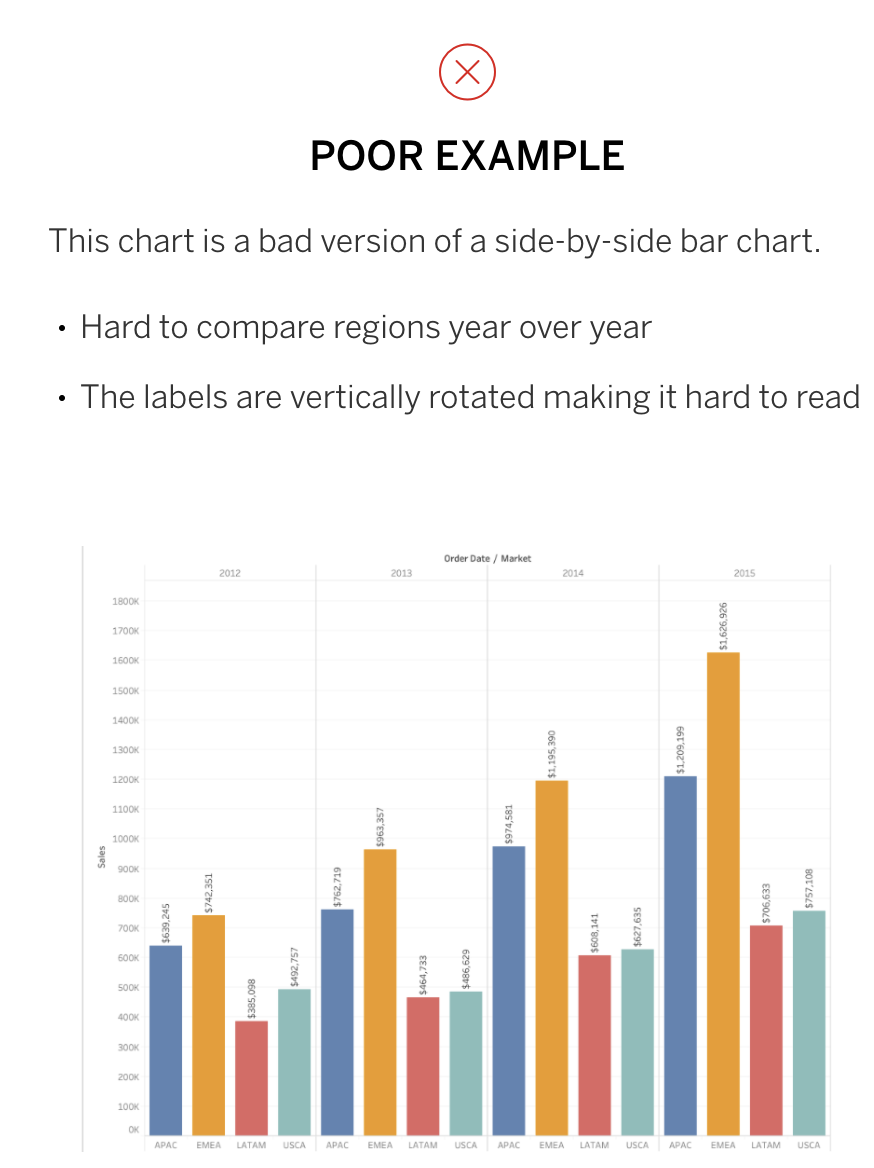 POOR EXAMPLE
This chart is a bad version of a side-by-side bar chart.
• Hard to compare regions year over year
• The labels are vertically rotated making it hard to read
Order Date / Market
2012 2013 2014 2015
Sales
1800K
1700K
1600K
1500K
1400K
1300K
1200K
1100K
1000K
900K
800K
700K
600K
500K
400K
300K
200K
100K
0K
$639,245
$742,351
$385,098
$492,757
$762,719
$963,357
$464,733
$486,629
$974,581
$1,195,390
$608,141
$627,635
$1,209,199
$1,626,926
$706,633
$757,108
APAC EMEA LATAM USCA APAC EMEA LATAM USCA APAC EMEA LATAM USCA APAC EMEA LATAM USCA